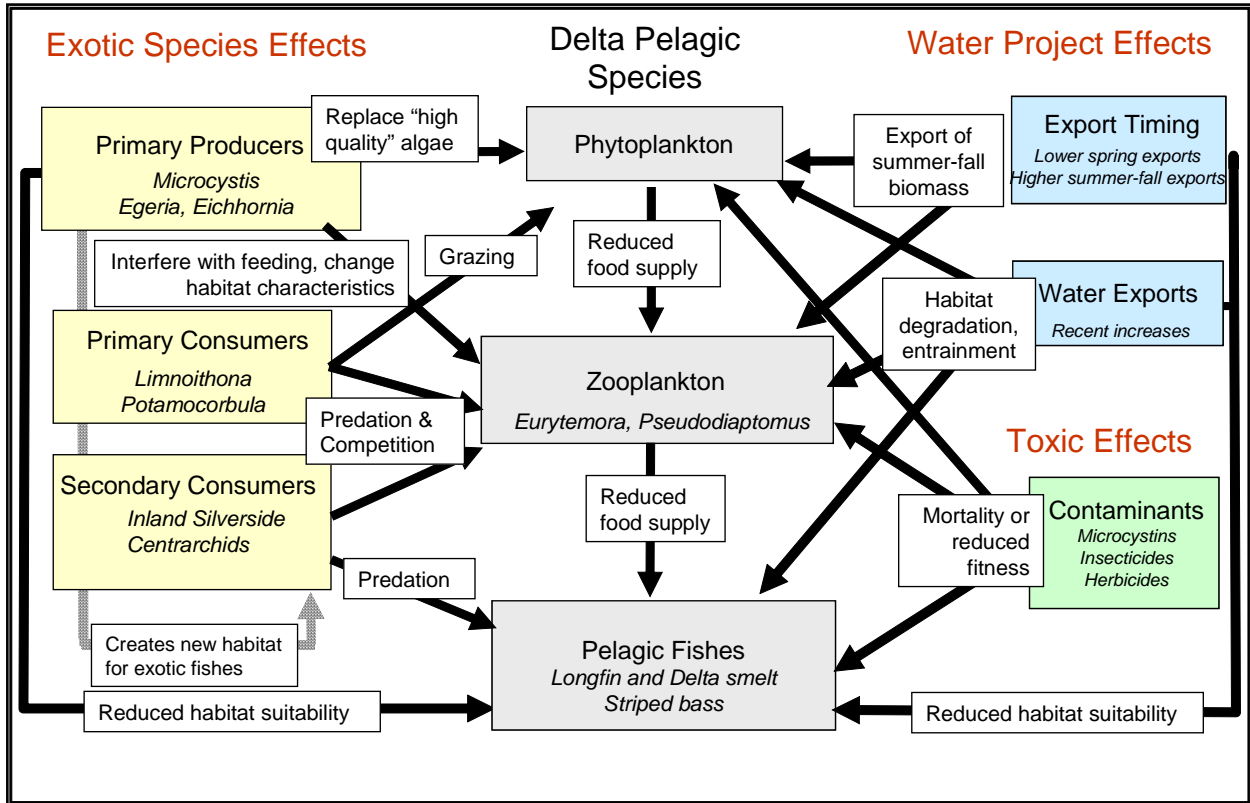 Exotic Species Effects
Delta Pelagic
Species
Water Project Effects
Primary Producers
Microcystis
Egeria, Eichhornia
Replace “high
quality” algae
Phytoplankton
Export of
summer-fall
biomass
Export Timing
Lower spring exports
Higher summer-fall exports
Interfere with feeding, change
habitat characteristics
Grazing
Reduced
food supply
Habitat
degradation,
entrainment
Water Exports
Recent increases
Primary Consumers
Limnoithona
Potamocorbula
Predation &
Competition
Zooplankton
Eurytemora, Pseudodiaptomus
Toxic Effects
Secondary Consumers
Inland Silverside
Centrarchids
Reduced
food supply
Mortality or
reduced
fitness
Contaminants
Microcystins
Insecticides
Herbicides
Predation
Creates new habitat
for exotic fishes
Pelagic Fishes
Longfin and Delta smelt
Striped bass
Reduced habitat suitability
Reduced habitat suitability